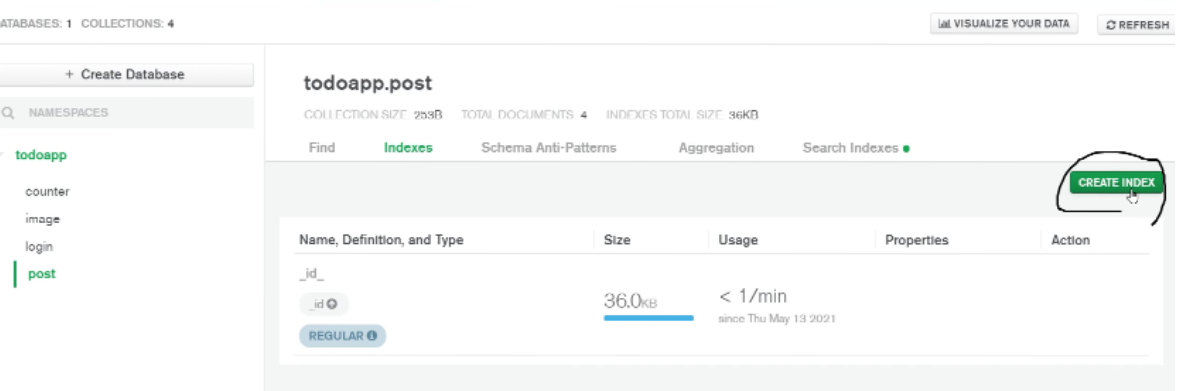 ATABASES: 1 COLLECTIONS: 4
VISUALIZE YOUR DATA
REFRESH
+ Create Database
NAMESPACES
todoapp
counter
image
login
post
todoapp.post
COLLECTION SIZE: 253B TOTAL DOCUMENTS: 4 INDEXES TOTAL SIZE: 36KB
Find Indexes Schema Anti-Patterns Aggregation Search Indexes
CREATE INDEX
Name, Definition, and Type Size Usage Properties Action
_id_
_id
REGULAR
36.0KB
< 1/min
since Thu May 13 2021